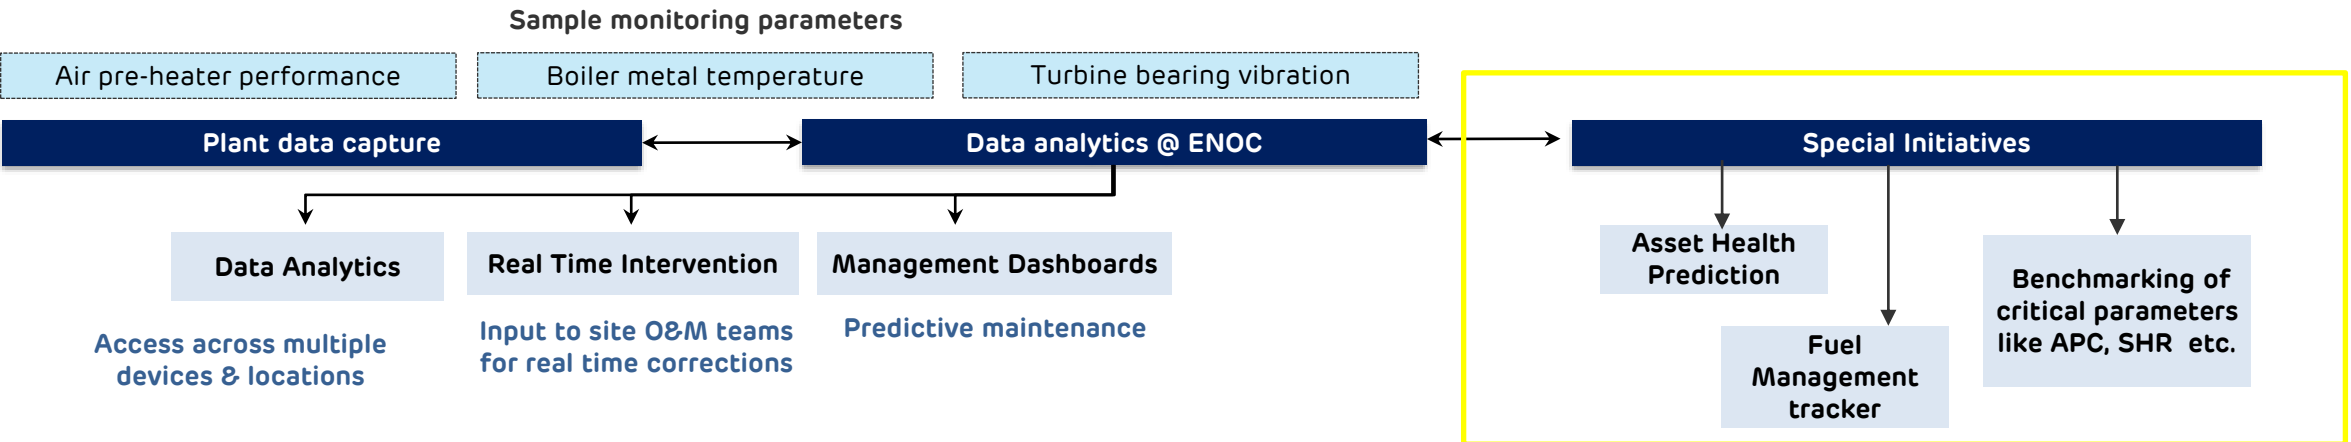 Sample monitoring parameters
Air pre-heater performance
Boiler metal temperature
Turbine bearing vibration
Plant data capture
Data analytics @ ENOC
Special Initiatives
Data Analytics
Real Time Intervention
Management Dashboards
Access across multiple
devices & locations
Input to site O&M teams
for real time corrections
Predictive maintenance
Asset Health
Prediction
Fuel
Management
tracker
Benchmarking of
critical parameters
like APC, SHR etc.